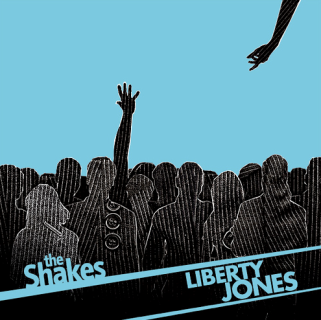 the
Shakes
LIBERTY
JONES